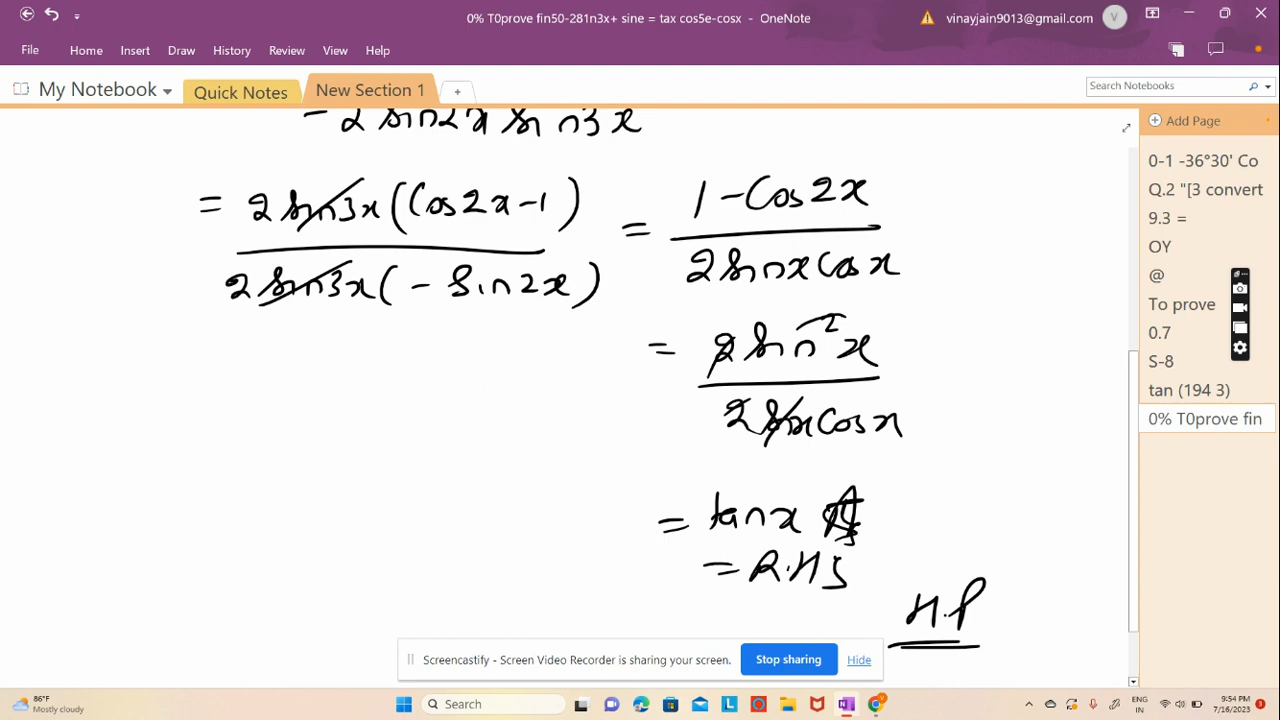 0% T0prove fin50-281n3x+ sine = tax cos5e-cosx - OneNote
vinayjain9013@gmail.com
V
File Home Insert Draw History Review View Help
My Notebook Quick Notes New Section 1 +
Search Notebooks
Add Page
0-1 -36°30' Co
Q.2 "[3 convert
9.3 =
OY
@
To prove
0.7
S-8
tan (194 3)
0% T0prove fin
- 2 sin2x sin3x
= 2 sin3x (Cos2x-1) / 2 sin3x (- sin2x) = 1-Cos2x / 2sinx cosx
= 2 sin²x / 2 sinx cosx
= tanx
= R.HS
H.P
Screencastify - Screen Video Recorder is sharing your screen. Stop sharing Hide
86°F
Mostly cloudy
Search
ENG
IN
9:54 PM
7/16/2023